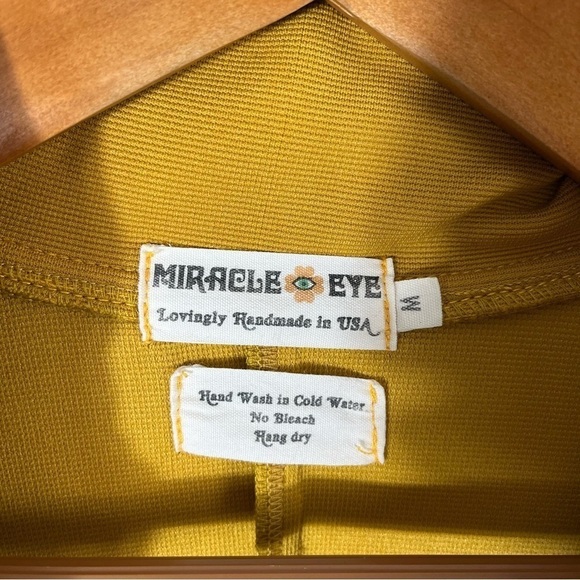 MIRACLE EYE
Lovingly Handmade in USA
M
Hand Wash in Cold Water
No Bleach
Hang dry